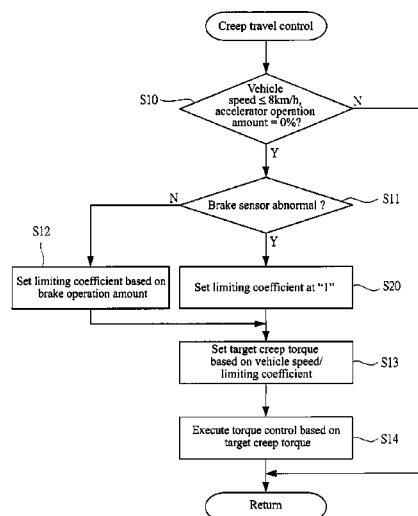 Creep travel control
S10
Vehicle
speed ≤ 8km/h,
accelerator operation
amount = 0%?
N
Y
N
Brake sensor abnormal ?
S11
S12
Y
Set limiting coefficient based on
brake operation amount
Set limiting coefficient at “1”
S20
Set target creep torque
based on vehicle speed/
limiting coefficient
S13
Execute torque control based on
target creep torque
S14
Return